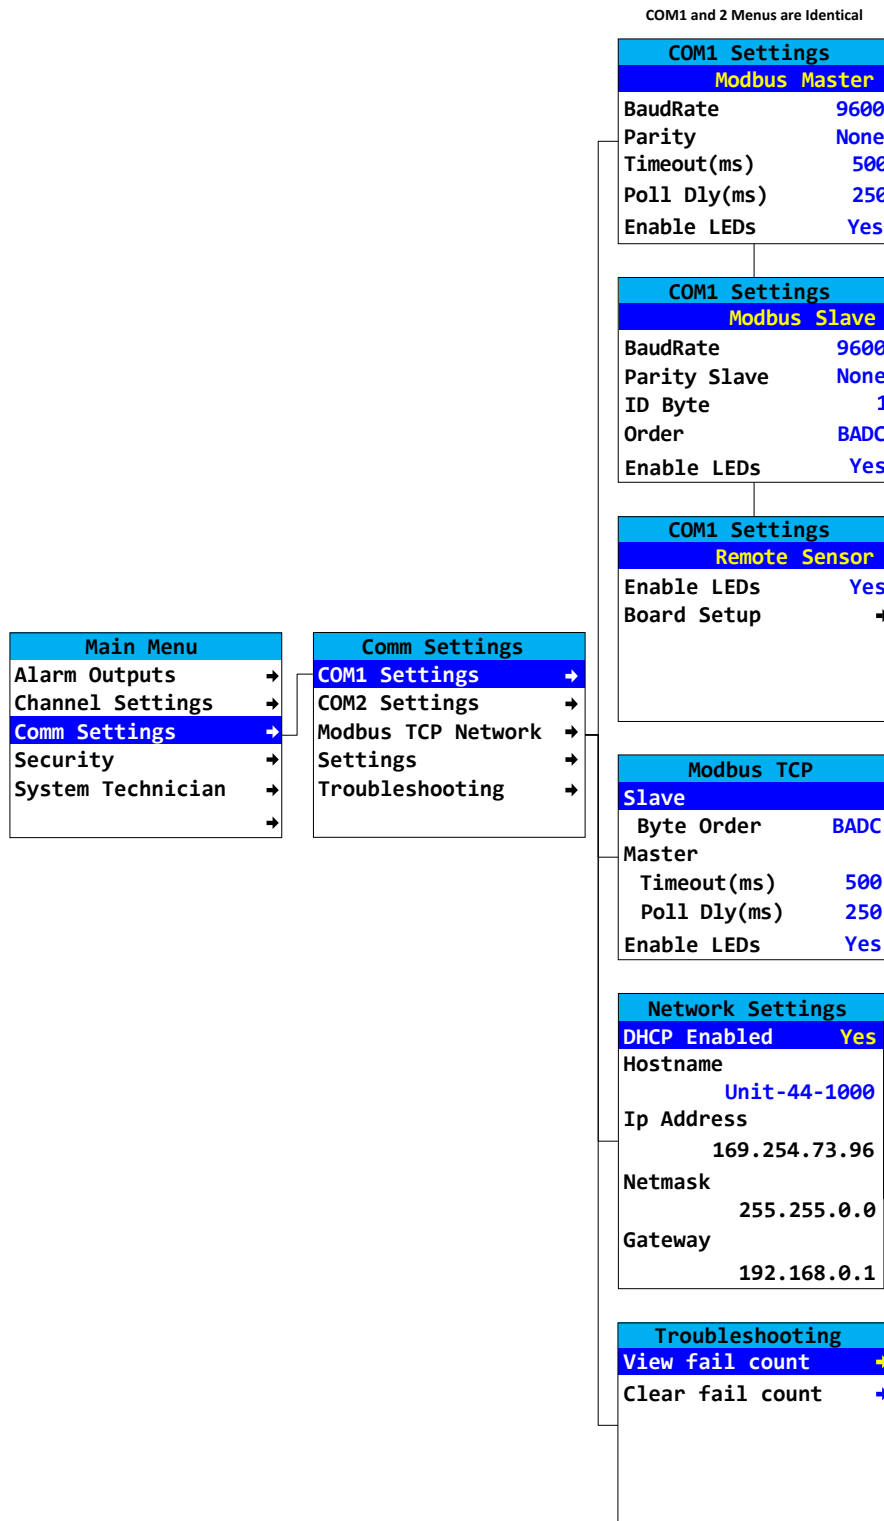 COM1 and 2 Menus are Identical
COM1 Settings
Modbus Master
BaudRate 9600
Parity None
Timeout(ms) 500
Poll Dly(ms) 250
Enable LEDs Yes
COM1 Settings
Modbus Slave
BaudRate 9600
Parity Slave None
ID Byte 1
Order BADC
Enable LEDs Yes
COM1 Settings
Remote Sensor
Enable LEDs Yes
Board Setup
Main Menu
Alarm Outputs
Channel Settings
Comm Settings
Security
System Technician
Comm Settings
COM1 Settings
COM2 Settings
Modbus TCP Network
Settings
Troubleshooting
Modbus TCP
Slave
Byte Order BADC
Master
Timeout(ms) 500
Poll Dly(ms) 250
Enable LEDs Yes
Network Settings
DHCP Enabled Yes
Hostname
Unit-44-1000
Ip Address
169.254.73.96
Netmask
255.255.0.0
Gateway
192.168.0.1
Troubleshooting
View fail count
Clear fail count